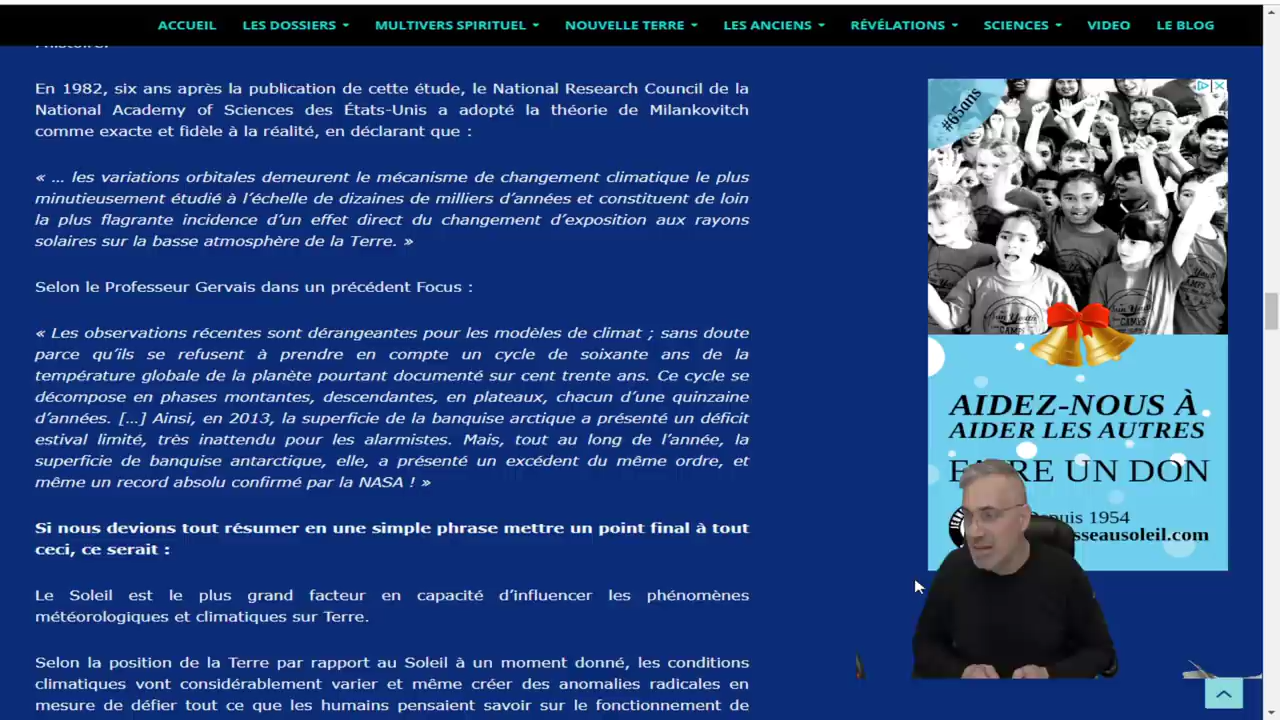 ACCUEIL LES DOSSIERS MULTIVERS SPIRITUEL NOUVELLE TERRE LES ANCIENS RÉVÉLATIONS SCIENCES VIDEO LE BLOG
En 1982, six ans après la publication de cette étude, le National Research Council de la
National Academy of Sciences des États-Unis a adopté la théorie de Milankovitch
comme exacte et fidèle à la réalité, en déclarant que :
« … les variations orbitales demeurent le mécanisme de changement climatique le plus
minutieusement étudié à l’échelle de dizaines de milliers d’années et constituent de loin
la plus flagrante incidence d’un effet direct du changement d’exposition aux rayons
solaires sur la basse atmosphère de la Terre. »
Selon le Professeur Gervais dans un précédent Focus :
« Les observations récentes sont dérangeantes pour les modèles de climat ; sans doute
parce qu’ils se refusent à prendre en compte un cycle de soixante ans de la
température globale de la planète pourtant documenté sur cent trente ans. Ce cycle se
décompose en phases montantes, descendantes, en plateaux, chacun d’une quinzaine
d’années. […] Ainsi, en 2013, la superficie de la banquise arctique a présenté un déficit
estival limité, très inattendu pour les alarmistes. Mais, tout au long de l’année, la
superficie de banquise antarctique, elle, a présenté un excédent du même ordre, et
même un record absolu confirmé par la NASA ! »
Si nous devions tout résumer en une simple phrase mettre un point final à tout
ceci, ce serait :
Le Soleil est le plus grand facteur en capacité d’influencer les phénomènes
météorologiques et climatiques sur Terre.
Selon la position de la Terre par rapport au Soleil à un moment donné, les conditions
climatiques vont considérablement varier et même créer des anomalies radicales en
mesure de défier tout ce que les humains pensaient savoir sur le fonctionnement de
#65ans
AIDEZ-NOUS À
AIDER LES AUTRES
UN DON
1954
sseausoleil.com